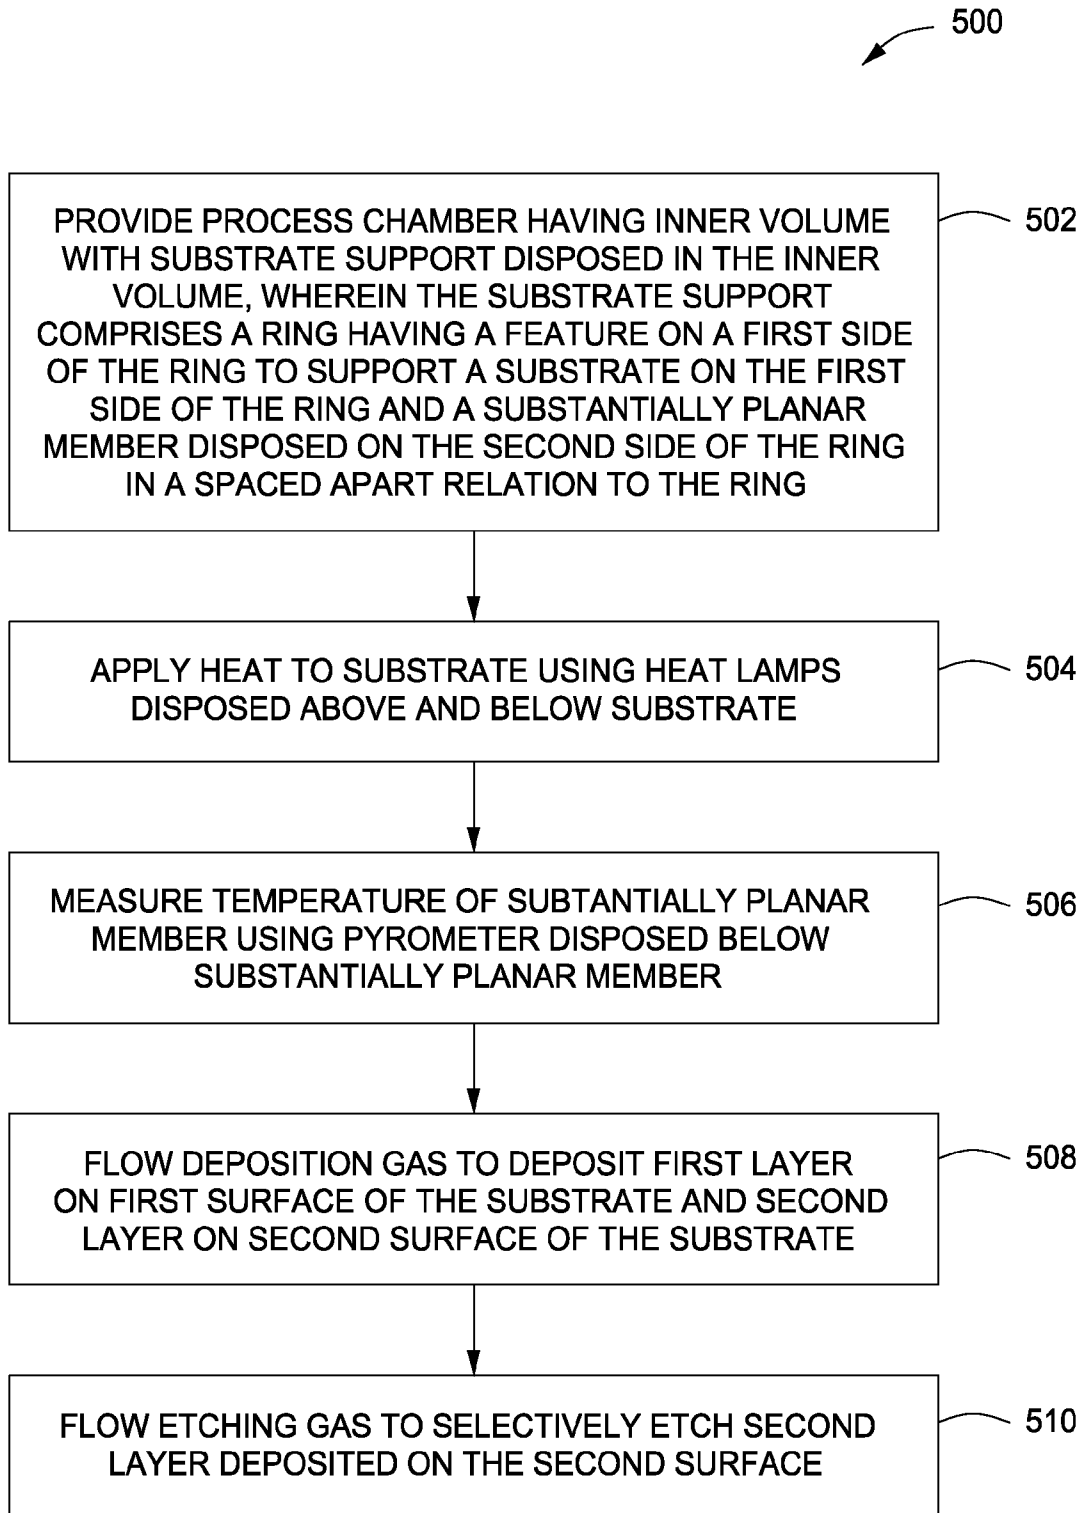 500
PROVIDE PROCESS CHAMBER HAVING INNER VOLUME
WITH SUBSTRATE SUPPORT DISPOSED IN THE INNER
VOLUME, WHEREIN THE SUBSTRATE SUPPORT
COMPRISES A RING HAVING A FEATURE ON A FIRST SIDE
OF THE RING TO SUPPORT A SUBSTRATE ON THE FIRST
SIDE OF THE RING AND A SUBSTANTIALLY PLANAR
MEMBER DISPOSED ON THE SECOND SIDE OF THE RING
IN A SPACED APART RELATION TO THE RING
502
APPLY HEAT TO SUBSTRATE USING HEAT LAMPS
DISPOSED ABOVE AND BELOW SUBSTRATE
504
MEASURE TEMPERATURE OF SUBTANTIALLY PLANAR
MEMBER USING PYROMETER DISPOSED BELOW
SUBSTANTIALLY PLANAR MEMBER
506
FLOW DEPOSITION GAS TO DEPOSIT FIRST LAYER
ON FIRST SURFACE OF THE SUBSTRATE AND SECOND
LAYER ON SECOND SURFACE OF THE SUBSTRATE
508
FLOW ETCHING GAS TO SELECTIVELY ETCH SECOND
LAYER DEPOSITED ON THE SECOND SURFACE
510